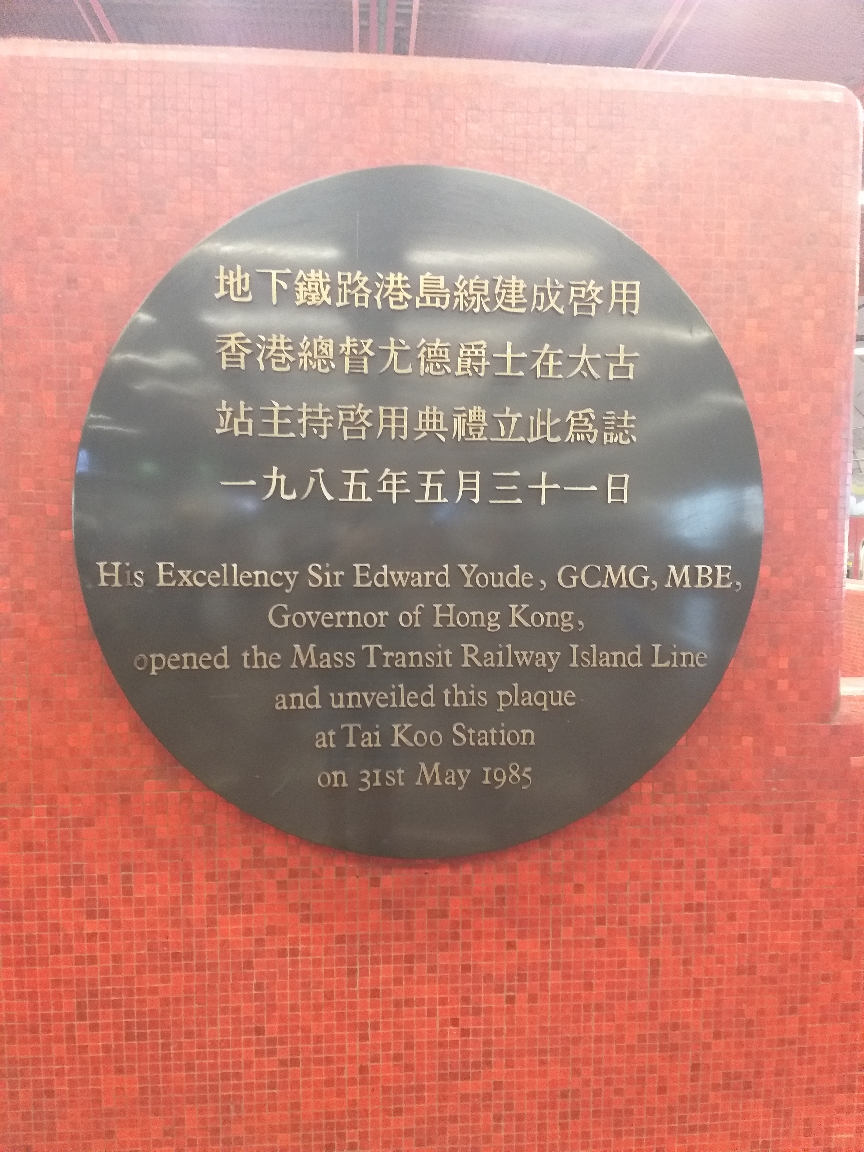 地下鐵路港島線建成啓用
香港總督尤德爵士在太古
站主持啓用典禮立此爲誌
一九八五年五月三十一日
His Excellency Sir Edward Youde, GCMG, MBE,
Governor of Hong Kong,
opened the Mass Transit Railway Island Line
and unveiled this plaque
at Tai Koo Station
on 31st May 1985